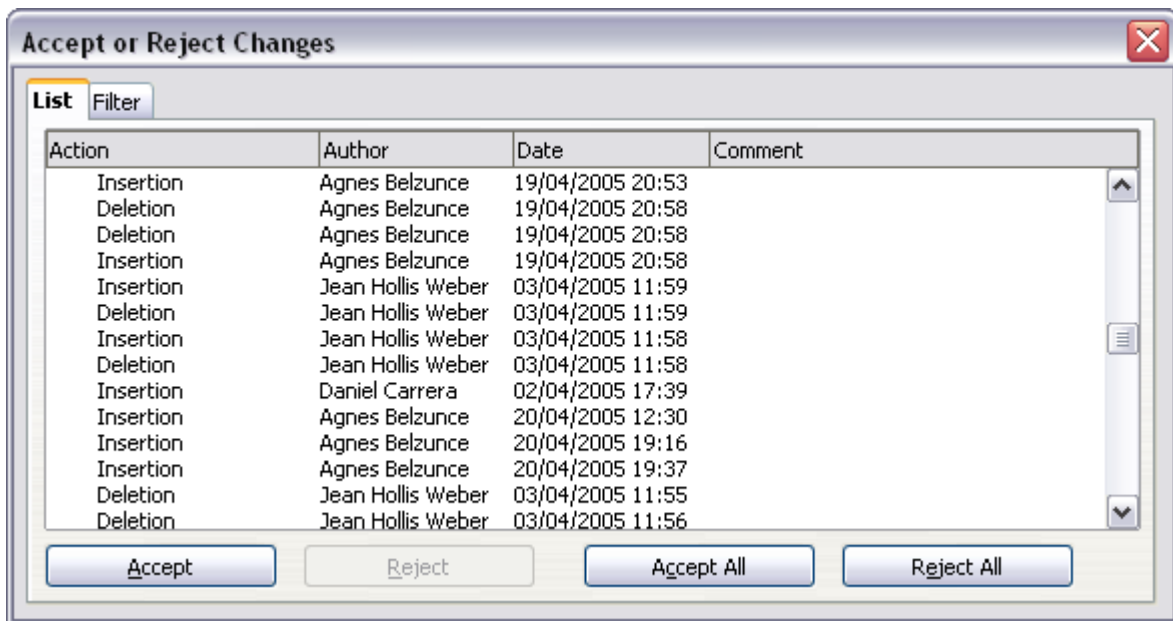 Accept or Reject Changes
List Filter
Action Author Date Comment
Insertion Agnes Belzunce 19/04/2005 20:53
Deletion Agnes Belzunce 19/04/2005 20:58
Deletion Agnes Belzunce 19/04/2005 20:58
Insertion Agnes Belzunce 19/04/2005 20:58
Insertion Jean Hollis Weber 03/04/2005 11:59
Deletion Jean Hollis Weber 03/04/2005 11:59
Insertion Jean Hollis Weber 03/04/2005 11:58
Deletion Jean Hollis Weber 03/04/2005 11:58
Insertion Daniel Carrera 02/04/2005 17:39
Insertion Agnes Belzunce 20/04/2005 12:30
Insertion Agnes Belzunce 20/04/2005 19:16
Insertion Agnes Belzunce 20/04/2005 19:37
Deletion Jean Hollis Weber 03/04/2005 11:55
Deletion Jean Hollis Weber 03/04/2005 11:56
Accept Reject Accept All Reject All